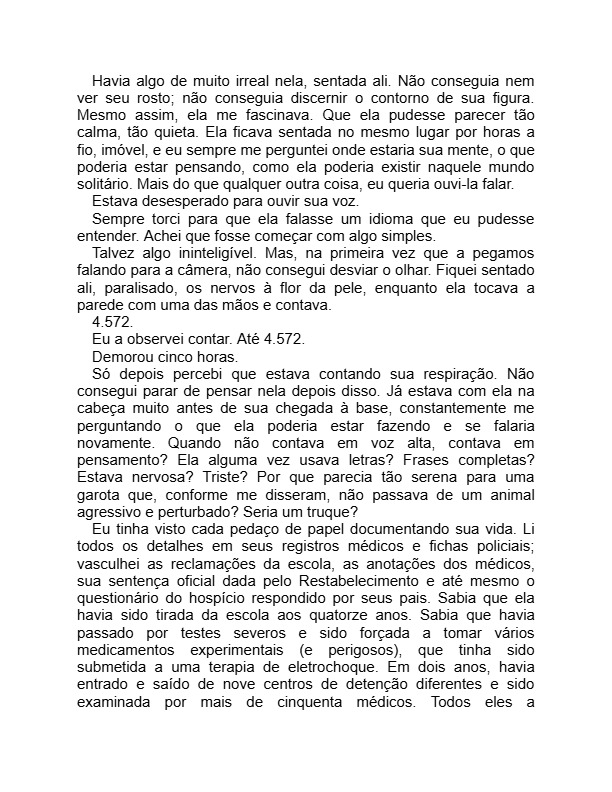 Havia algo de muito irreal nela, sentada ali. Não conseguia nem
ver seu rosto; não conseguia discernir o contorno de sua figura.
Mesmo assim, ela me fascinava. Que ela pudesse parecer tão
calma, tão quieta. Ela ficava sentada no mesmo lugar por horas a
fio, imóvel, e eu sempre me perguntei onde estaria sua mente, o que
poderia estar pensando, como ela poderia existir naquele mundo
solitário. Mais do que qualquer outra coisa, eu queria ouvi-la falar.
Estava desesperado para ouvir sua voz.
Sempre torci para que ela falasse um idioma que eu pudesse
entender. Achei que fosse começar com algo simples.
Talvez algo ininteligível. Mas, na primeira vez que a pegamos
falando para a câmera, não consegui desviar o olhar. Fiquei sentado
ali, paralisado, os nervos à flor da pele, enquanto ela tocava a
parede com uma das mãos e contava.
4.572.
Eu a observei contar. Até 4.572.
Demorou cinco horas.
Só depois percebi que estava contando sua respiração. Não
consegui parar de pensar nela depois disso. Já estava com ela na
cabeça muito antes de sua chegada à base, constantemente me
perguntando o que ela poderia estar fazendo e se falaria
novamente. Quando não contava em voz alta, contava em
pensamento? Ela alguma vez usava letras? Frases completas?
Estava nervosa? Triste? Por que parecia tão serena para uma
garota que, conforme me disseram, não passava de um animal
agressivo e perturbado? Seria um truque?
Eu tinha visto cada pedaço de papel documentando sua vida. Li
todos os detalhes em seus registros médicos e fichas policiais;
vasculhei as reclamações da escola, as anotações dos médicos,
sua sentença oficial dada pelo Restabelecimento e até mesmo o
questionário do hospício respondido por seus pais. Sabia que ela
havia sido tirada da escola aos quatorze anos. Sabia que havia
passado por testes severos e sido forçada a tomar vários
medicamentos experimentais (e perigosos), que tinha sido
submetida a uma terapia de eletrochoque. Em dois anos, havia
entrado e saído de nove centros de detenção diferentes e sido
examinada por mais de cinquenta médicos. Todos eles a